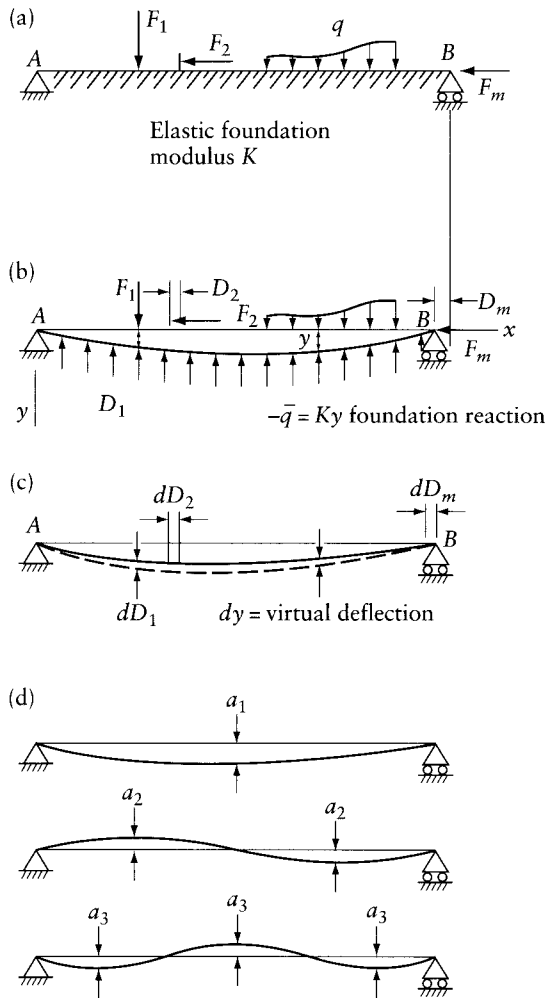 (a)
F₁
F₂
q
A
B
Fₘ
Elastic foundation
modulus K
(b)
F₁
D₂
F₂
Dₘ
A
y
B
x
Fₘ
y
D₁
−q̄ = Ky foundation reaction
(c)
dD₂
dDₘ
A
B
dD₁
dy = virtual deflection
(d)
a₁
a₂
a₂
a₃
a₃
a₃